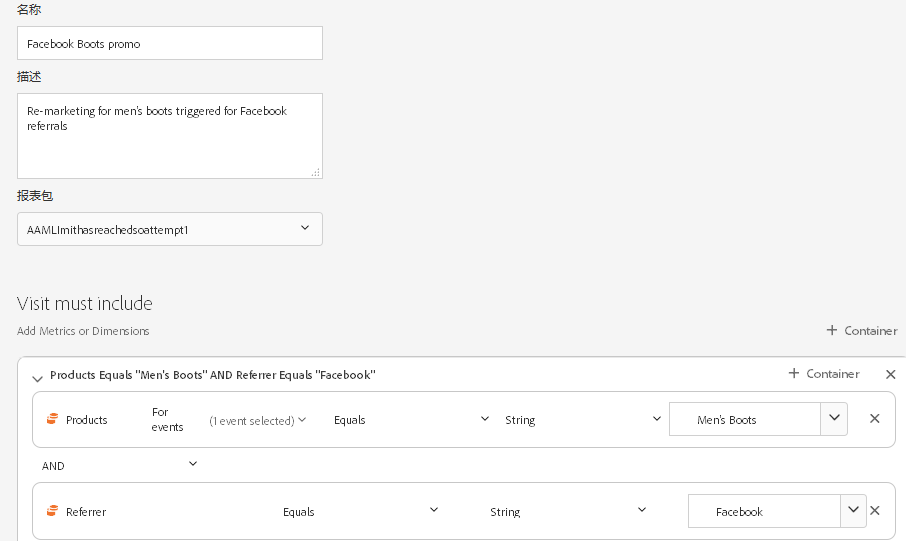 名称
Facebook Boots promo
描述
Re-marketing for men's boots triggered for Facebook
referrals
报表包
AAMLImithasreachedsoattempt1
Visit must include
Add Metrics or Dimensions
+ Container
Products Equals "Men's Boots" AND Referrer Equals "Facebook"
+ Container
Products
For
events
(1 event selected)
Equals
String
Men's Boots
AND
Referrer
Equals
String
Facebook